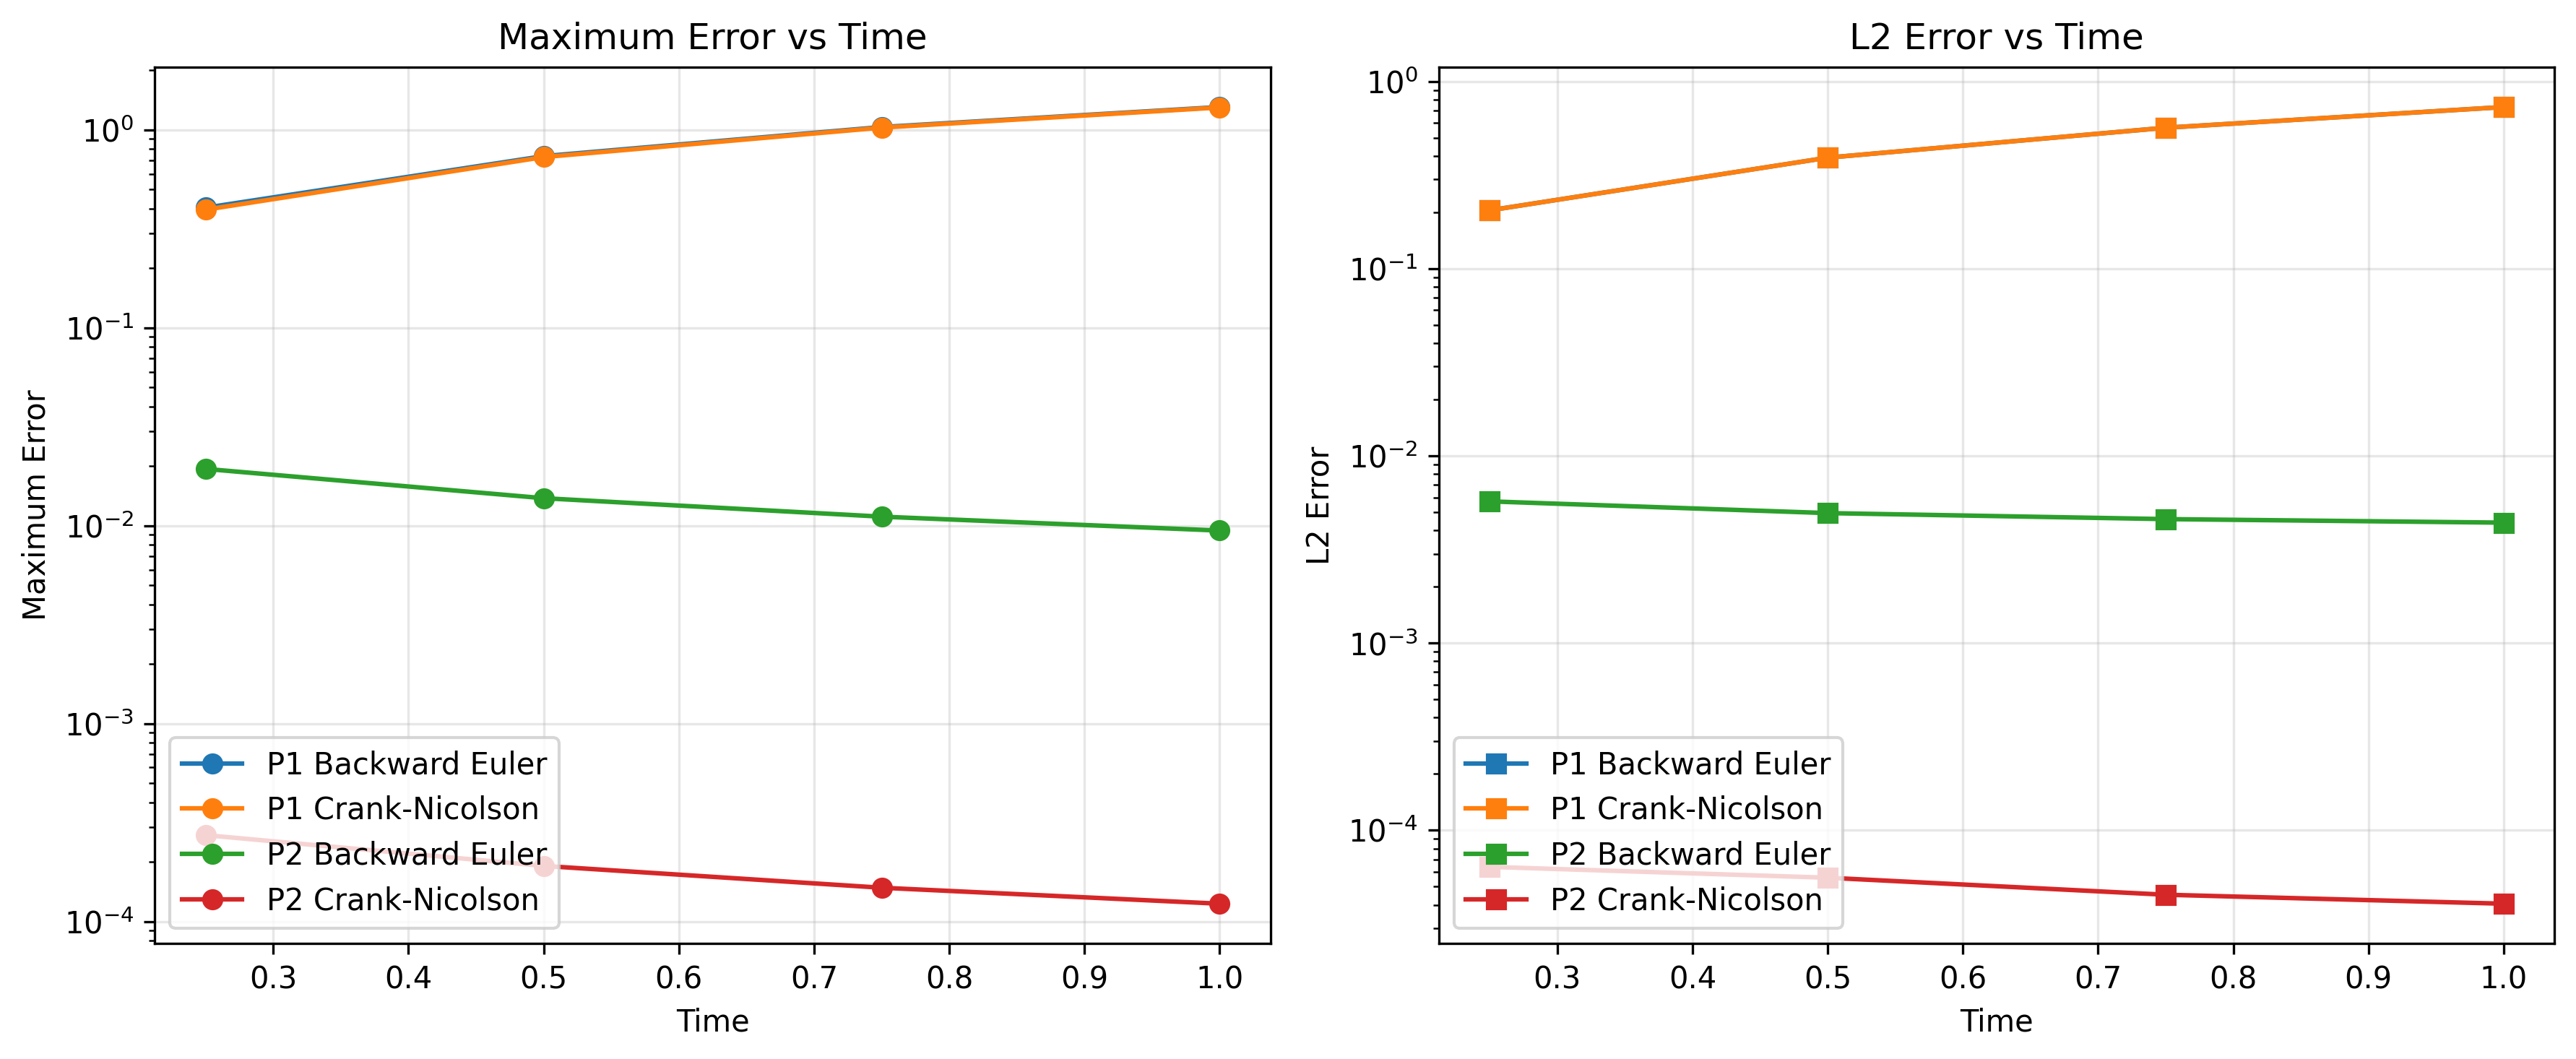 Maximum Error vs Time
10⁰
10⁻¹
10⁻²
10⁻³
10⁻⁴
Maximum Error
P1 Backward Euler
P1 Crank-Nicolson
P2 Backward Euler
P2 Crank-Nicolson
0.3 0.4 0.5 0.6 0.7 0.8 0.9 1.0
Time
L2 Error vs Time
10⁰
10⁻¹
10⁻²
10⁻³
10⁻⁴
L2 Error
P1 Backward Euler
P1 Crank-Nicolson
P2 Backward Euler
P2 Crank-Nicolson
0.3 0.4 0.5 0.6 0.7 0.8 0.9 1.0
Time